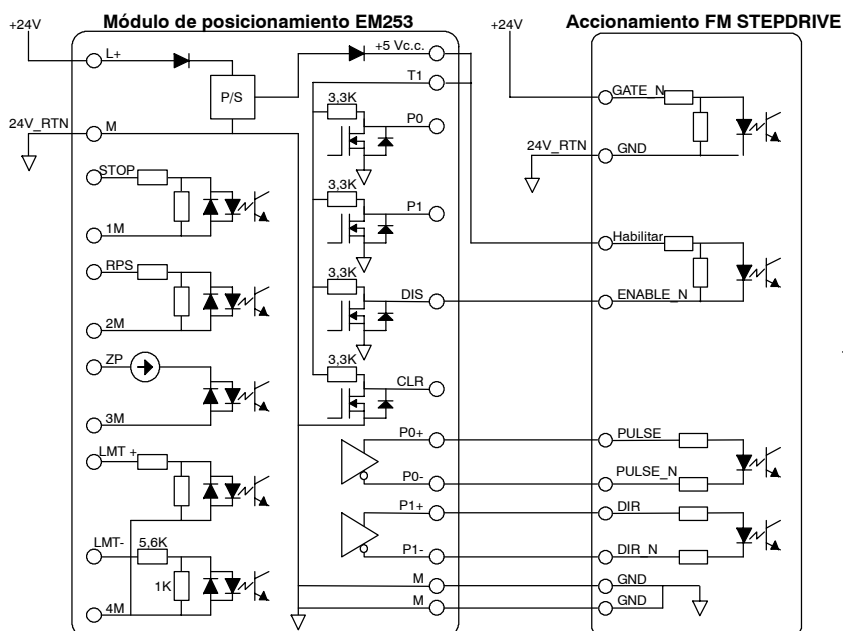 Módulo de posicionamiento EM253
Accionamiento FM STEPDRIVE
+24V
L+
+5 Vc.c.
T1
P/S
3,3K
P0
24V_RTN
M
STOP
1M
3,3K
P1
RPS
2M
3,3K
DIS
ZP
3M
3,3K
CLR
LMT +
P0+
P0-
LMT-
5,6K
1K
4M
P1+
P1-
M
M
+24V
GATE_N
24V_RTN
GND
Habilitar
ENABLE_N
PULSE
PULSE_N
DIR
DIR_N
GND
GND